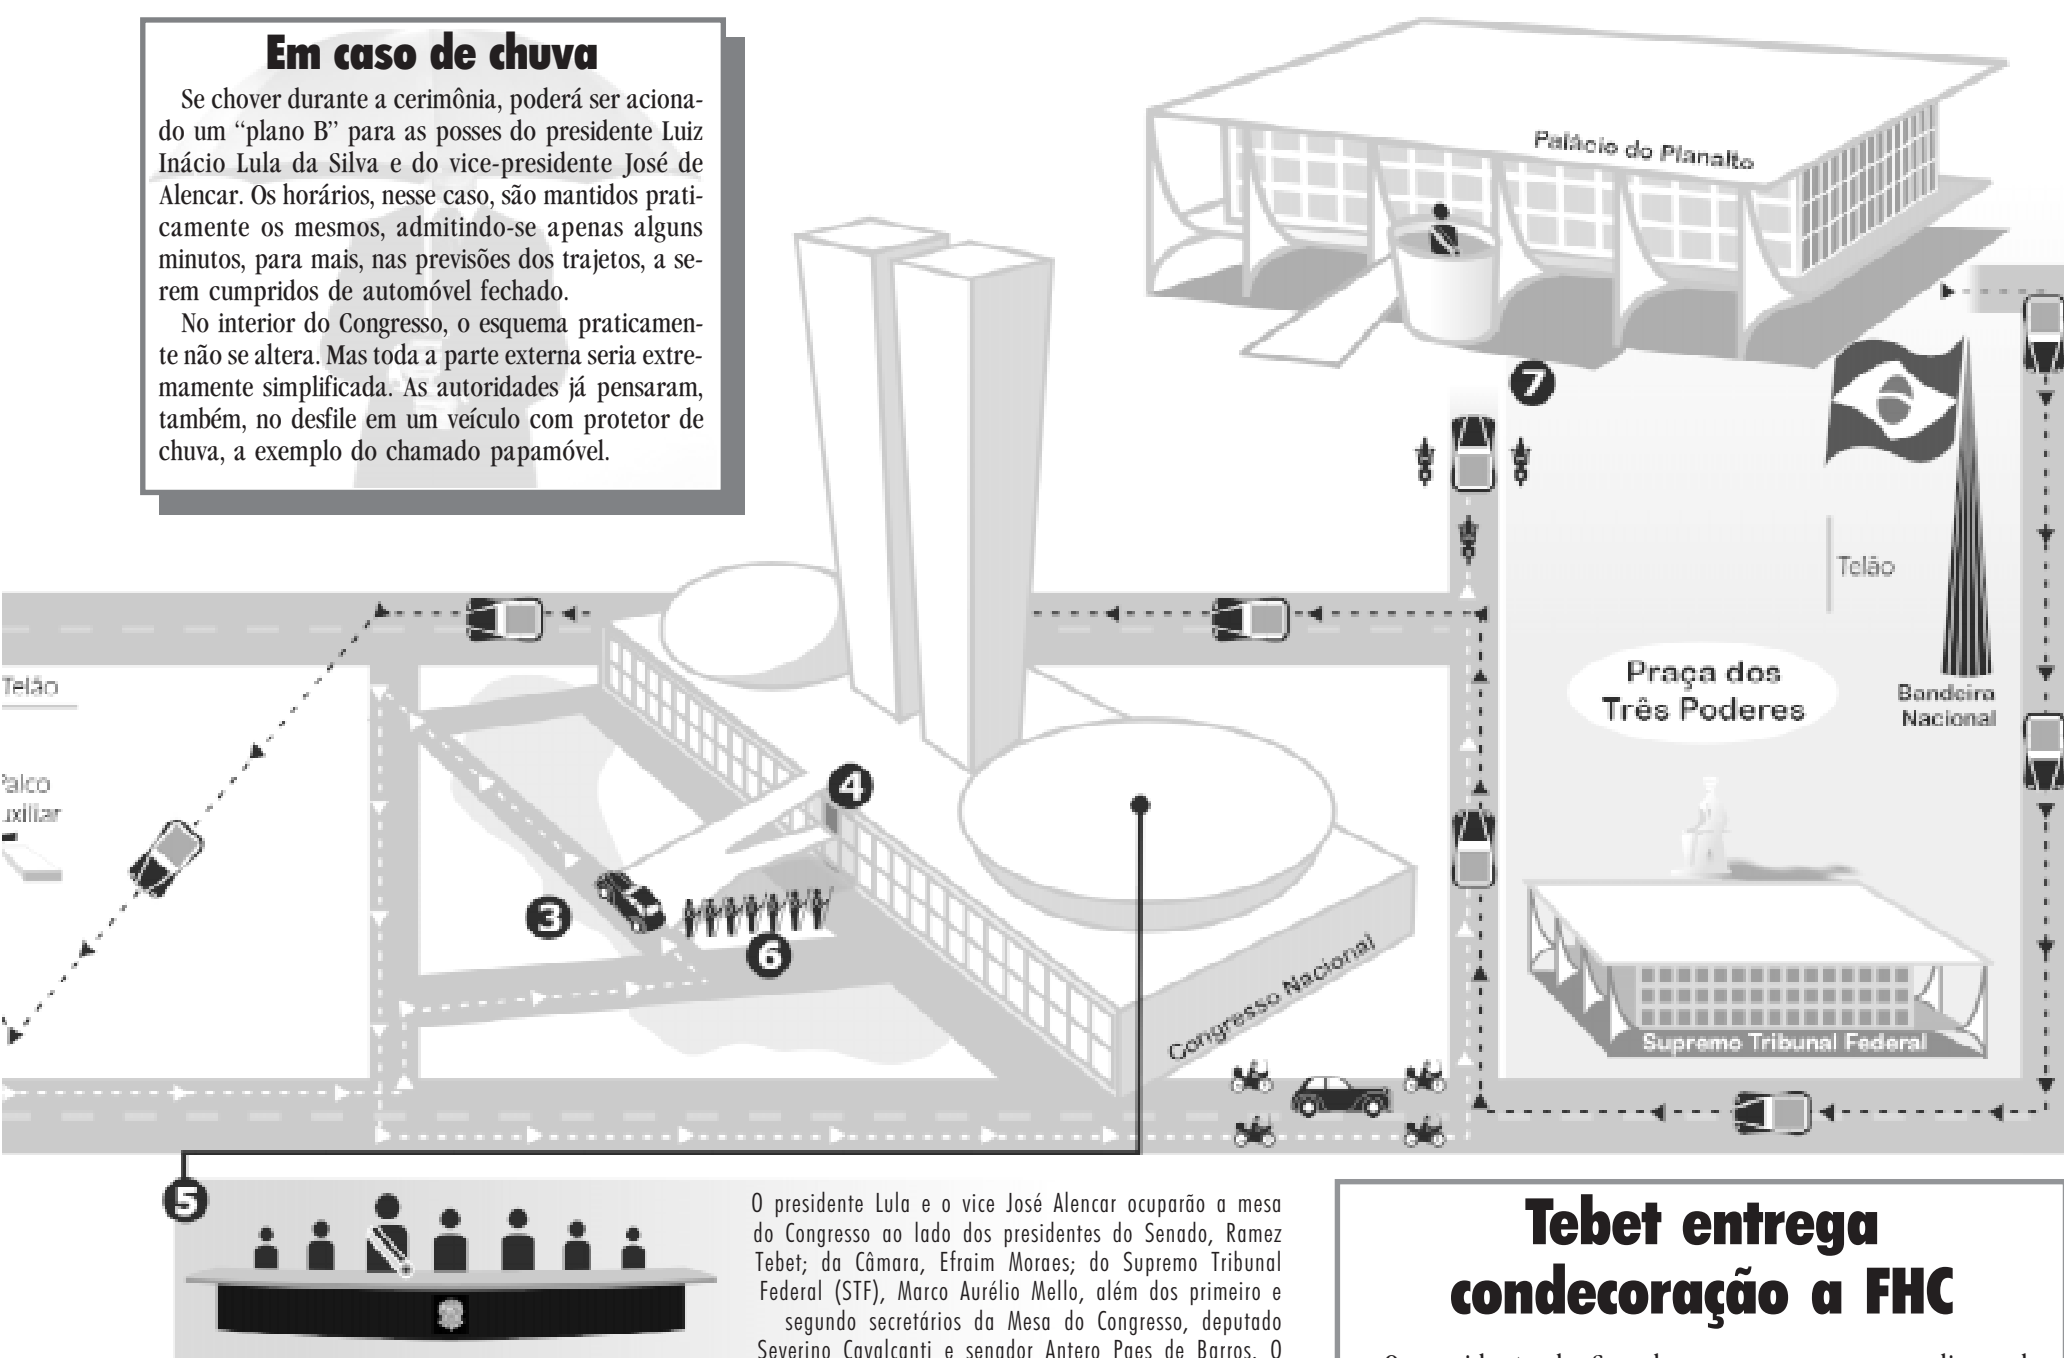 Em caso de chuva
Se chover durante a cerimônia, poderá ser aciona-
do um “plano B” para as posses do presidente Luiz
Inácio Lula da Silva e do vice-presidente José de
Alencar. Os horários, nesse caso, são mantidos prati-
camente os mesmos, admitindo-se apenas alguns
minutos, para mais, nas previsões dos trajetos, a se-
rem cumpridos de automóvel fechado.
No interior do Congresso, o esquema praticamen-
te não se altera. Mas toda a parte externa seria extre-
mamente simplificada. As autoridades já pensaram,
também, no desfile em um veículo com protetor de
chuva, a exemplo do chamado papamóvel.
Palácio do Planalto
7
Telão
Praça dos
Três Poderes
Bandeira
Nacional
Telão
Palco
uxiliar
4
3
6
Congresso Nacional
Supremo Tribunal Federal
5
O presidente Lula e o vice José Alencar ocuparão a mesa
do Congresso ao lado dos presidentes do Senado, Ramez
Tebet; da Câmara, Efraim Moraes; do Supremo Tribunal
Federal (STF), Marco Aurélio Mello, além dos primeiro e
segundo secretários da Mesa do Congresso, deputado
Severino Cavalcanti e senador Antero Paes de Barros. O
Tebet entrega
condecoração a FHC